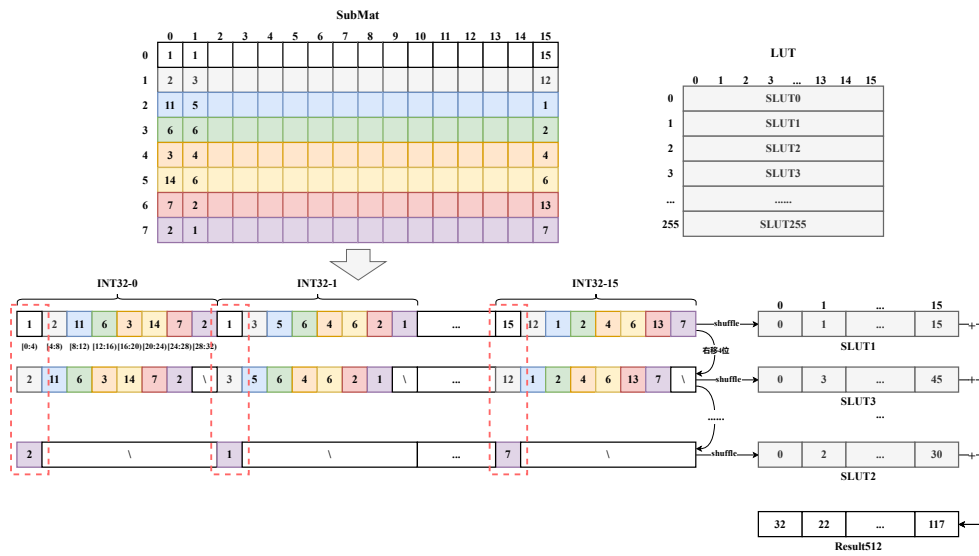 SubMat
0 1 2 3 4 5 6 7 8 9 10 11 12 13 14 15
0 1 1 15
1 2 3 12
2 11 5 1
3 6 6 2
4 3 4 4
5 14 6 6
6 7 2 13
7 2 1 7
LUT
0 1 2 3 ... 13 14 15
0 SLUT0
1 SLUT1
2 SLUT2
3 SLUT3
... ......
255 SLUT255
INT32-0 INT32-1 INT32-15
1 2 11 6 3 14 7 2 1 3 5 6 4 6 2 1 ... 15 12 1 2 4 6 13 7
[0:4) [4:8) [8:12) [12:16) [16:20) [20:24) [24:28) [28:32)
shuffle
0 1 ... 15
0 1 ... 15
+
SLUT1
右移4位
2 11 6 3 14 7 2 \ 3 5 6 4 6 2 1 \ ... 12 1 2 4 6 13 7 \
shuffle
0 3 ... 45
+
SLUT3
......
...
2 \ 1 \ ... 7 \
shuffle
0 2 ... 30
+
SLUT2
32 22 ... 117
Result512